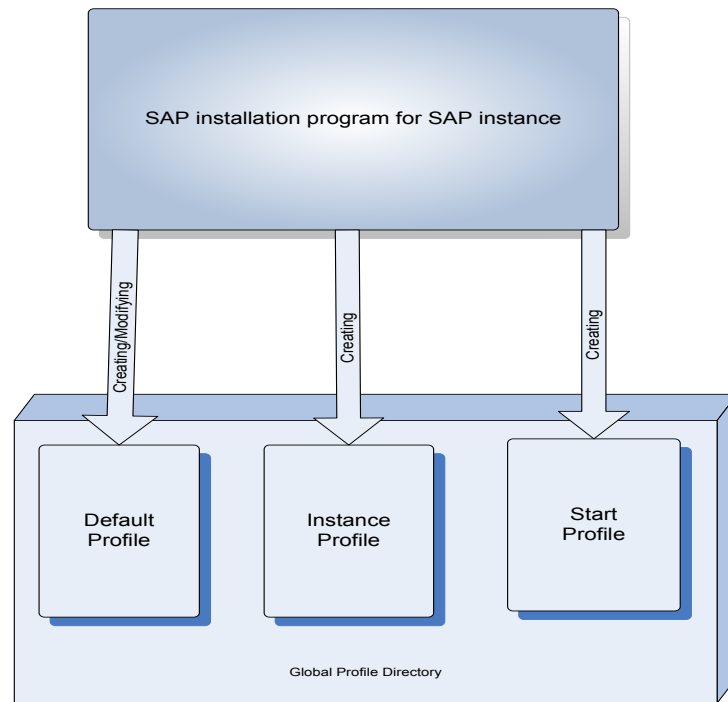 SAP installation program for SAP instance
Creating/Modifying
Creating
Creating
Default
Profile
Instance
Profile
Start
Profile
Global Profile Directory